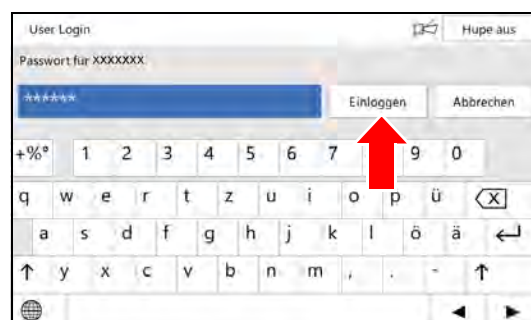 User Login Hupe aus
Passwort für XXXXXXX
****** Einloggen Abbrechen
+%° 1 2 3 4 5 6 7 9 0
q w e r t z u i o p ü
a s d f g h j k l ö ä
y x c v b n m , . -